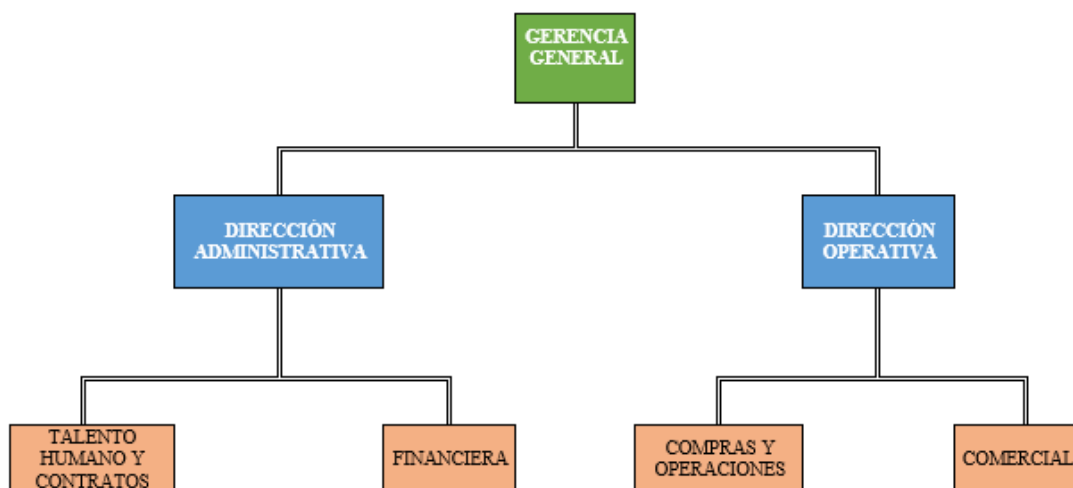 GERENCIA
GENERAL
DIRECCIÓN
ADMINISTRATIVA
DIRECCIÓN
OPERATIVA
TALENTO
HUMANO Y
CONTRATOS
FINANCIERA
COMPRAS Y
OPERACIONES
COMERCIAL